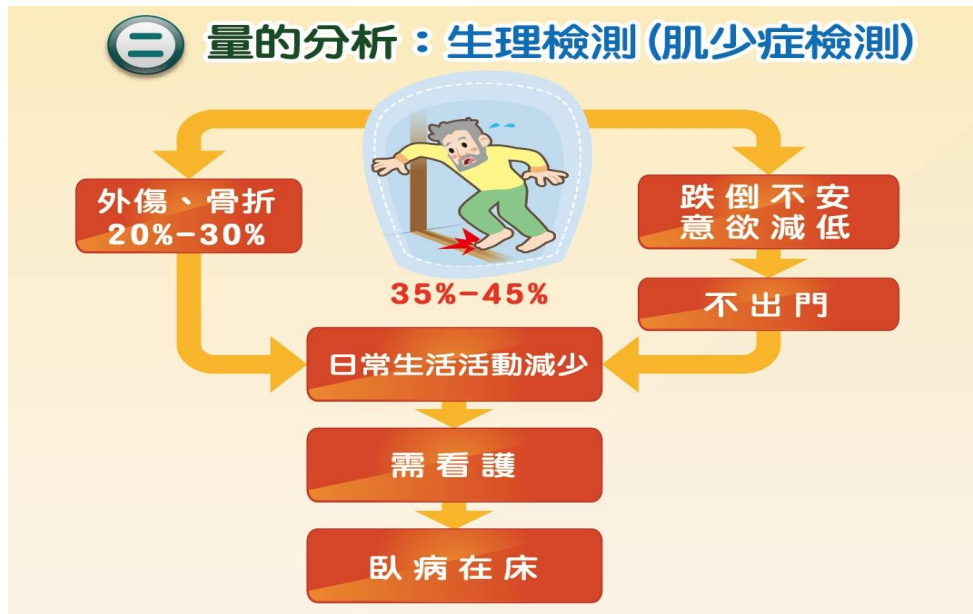 二 量的分析：生理檢測(肌少症檢測)
外傷、骨折
20%-30%
35%-45%
跌倒不安
意欲減低
不出門
日常生活活動減少
需看護
臥病在床